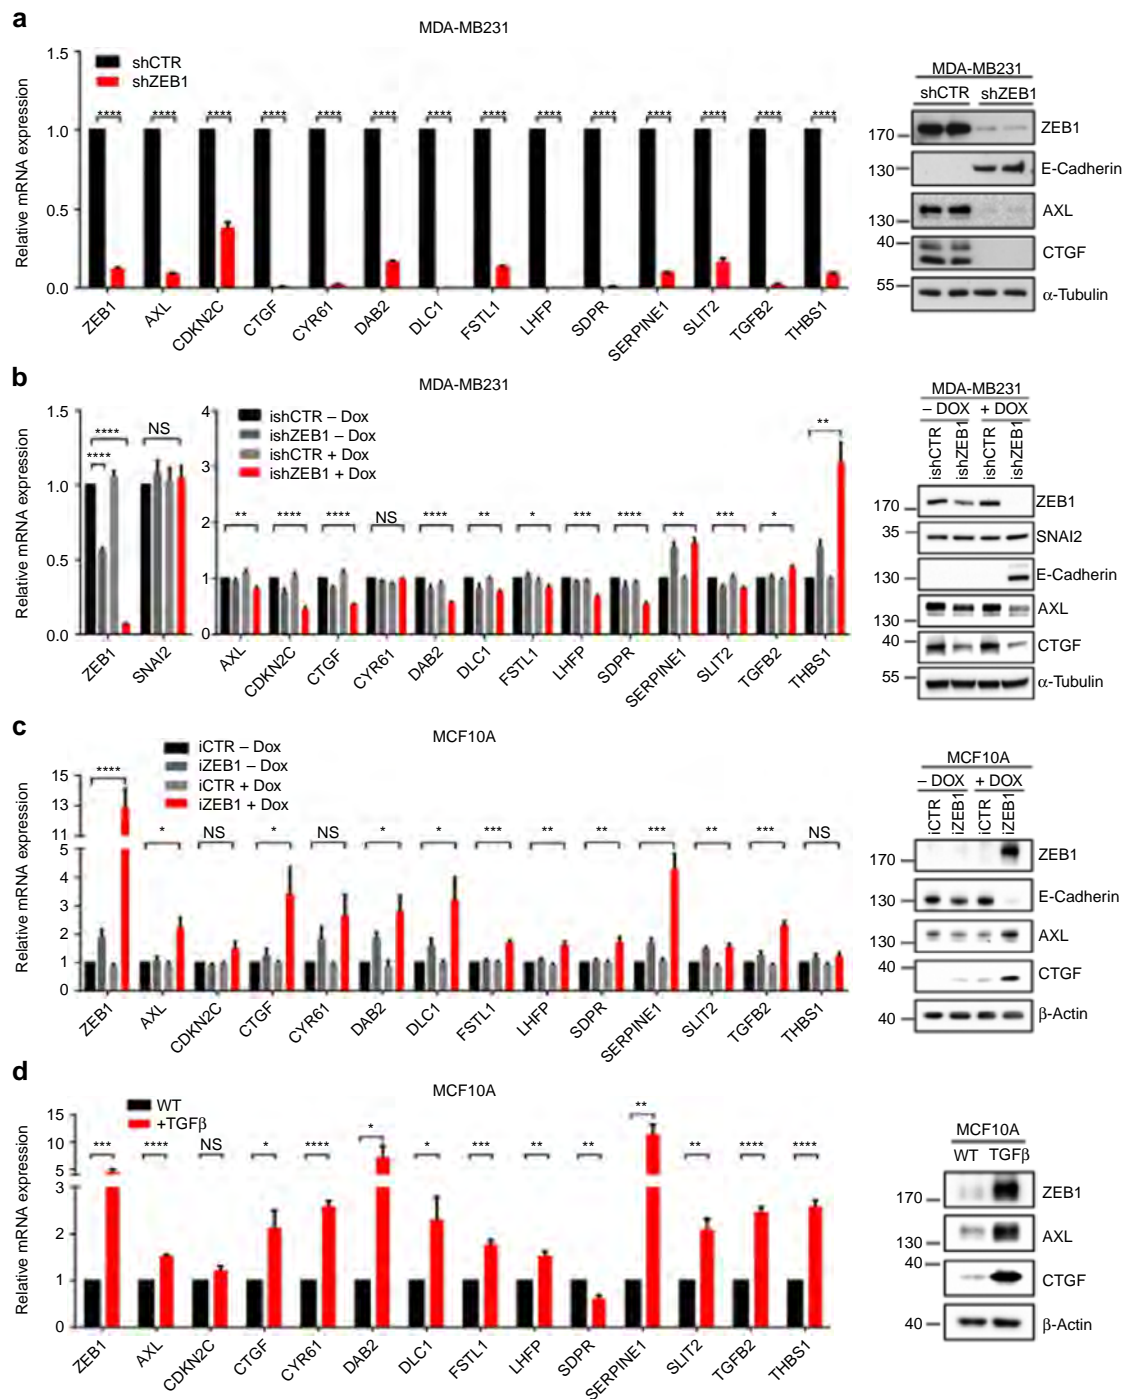 a
MDA-MB231
Relative mRNA expression
1.5
1.0
0.5
0.0
shCTR
shZEB1
**** **** **** **** **** **** **** **** **** **** **** **** **** ****
ZEB1 AXL CDKN2C CTGF CYR61 DAB2 DLC1 FSTL1 LHFP SDPR SERPINE1 SLIT2 TGFB2 THBS1
MDA-MB231
shCTR shZEB1
170 ZEB1
130 E-Cadherin
130 AXL
40 CTGF
55 α-Tubulin
b
MDA-MB231
Relative mRNA expression
1.5
1.0
0.5
0.0
**** **** NS
ZEB1 SNAI2
4
3
2
1
0
ishCTR – Dox
ishZEB1 – Dox
ishCTR + Dox
ishZEB1 + Dox
** **** **** NS **** ** * *** **** ** *** * **
AXL CDKN2C CTGF CYR61 DAB2 DLC1 FSTL1 LHFP SDPR SERPINE1 SLIT2 TGFB2 THBS1
MDA-MB231
– DOX + DOX
ishCTR ishZEB1 ishCTR ishZEB1
170 ZEB1
35 SNAI2
130 E-Cadherin
130 AXL
40 CTGF
55 α-Tubulin
c
MCF10A
Relative mRNA expression
15
13
11
5
4
3
2
1
0
iCTR – Dox
iZEB1 – Dox
iCTR + Dox
iZEB1 + Dox
**** * NS * NS * * *** ** ** *** ** *** NS
ZEB1 AXL CDKN2C CTGF CYR61 DAB2 DLC1 FSTL1 LHFP SDPR SERPINE1 SLIT2 TGFB2 THBS1
MCF10A
– DOX + DOX
iCTR iZEB1 iCTR iZEB1
170 ZEB1
130 E-Cadherin
130 AXL
40 CTGF
40 β-Actin
d
MCF10A
Relative mRNA expression
15
10
5
3
2
1
0
WT
+TGFβ
*** **** NS * **** * * *** ** ** ** ** **** ****
ZEB1 AXL CDKN2C CTGF CYR61 DAB2 DLC1 FSTL1 LHFP SDPR SERPINE1 SLIT2 TGFB2 THBS1
MCF10A
WT TGFβ
170 ZEB1
130 AXL
40 CTGF
40 β-Actin